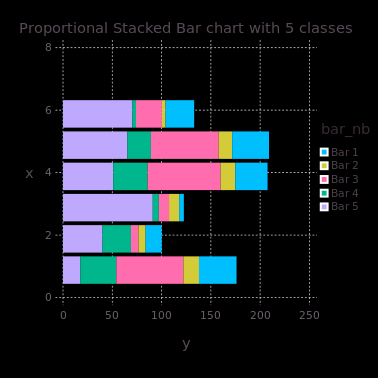 Proportional Stacked Bar chart with 5 classes
8
6
4
2
0
x
0 50 100 150 200 250
y
bar_nb
Bar 1
Bar 2
Bar 3
Bar 4
Bar 5